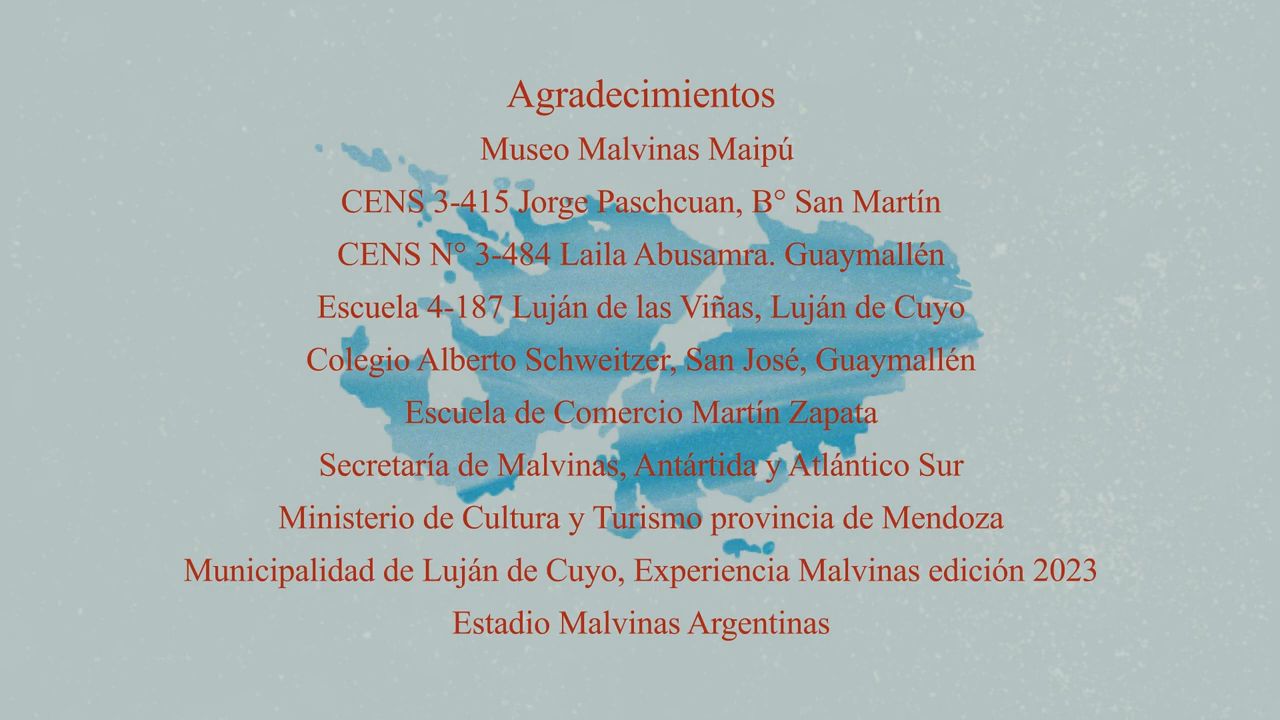 Agradecimientos
Museo Malvinas Maipú
CENS 3-415 Jorge Paschcuan, B° San Martín
CENS N° 3-484 Laila Abusamra. Guaymallén
Escuela 4-187 Luján de las Viñas, Luján de Cuyo
Colegio Alberto Schweitzer, San José, Guaymallén
Escuela de Comercio Martín Zapata
Secretaría de Malvinas, Antártida y Atlántico Sur
Ministerio de Cultura y Turismo provincia de Mendoza
Municipalidad de Luján de Cuyo, Experiencia Malvinas edición 2023
Estadio Malvinas Argentinas